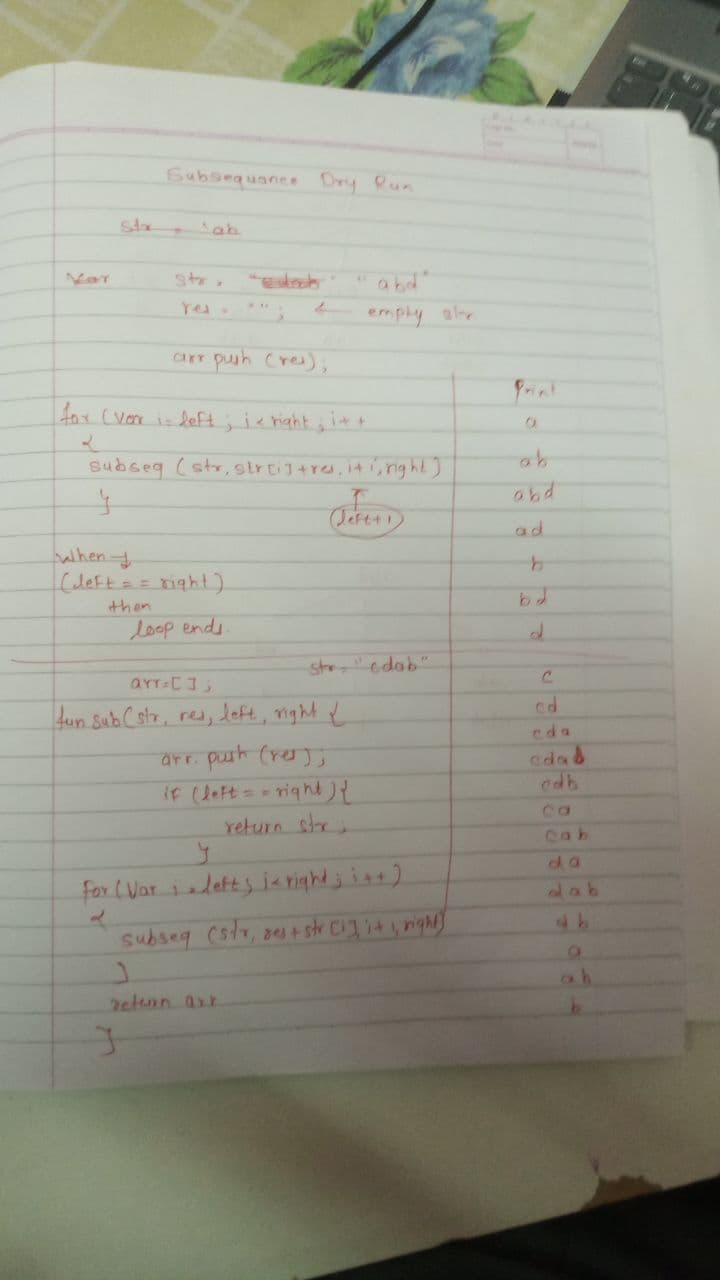 Subsequance Dry Run
str = "ab
Var str = "abd"
res = ""; ← empty str
arr push (res);
for (var i = left ; i < right ; i++
{
subseq (str, str[i]+res, i+1, right)
}
left+1
When
(left == right)
then
loop ends.
Print
a
ab
abd
ad
b
bd
d
str = "cdab"
arr=[];
fun sub(str, res, left, right {
arr. push (res);
if (left == right){
return str;
}
For (Var i = left; i<right; i++)
{
subseq (str, res + str [i], i+1, right)
}
return arr
}
c
cd
cda
cdab
cdb
ca
cab
da
dab
db
a
ab
b